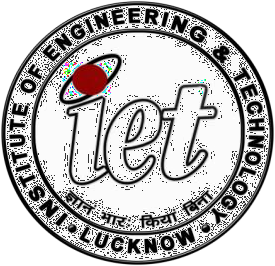 INSTITUTE OF ENGINEERING & TECHNOLOGY
iet
ज्ञान भारः क्रिया बिना
• LUCKNOW •